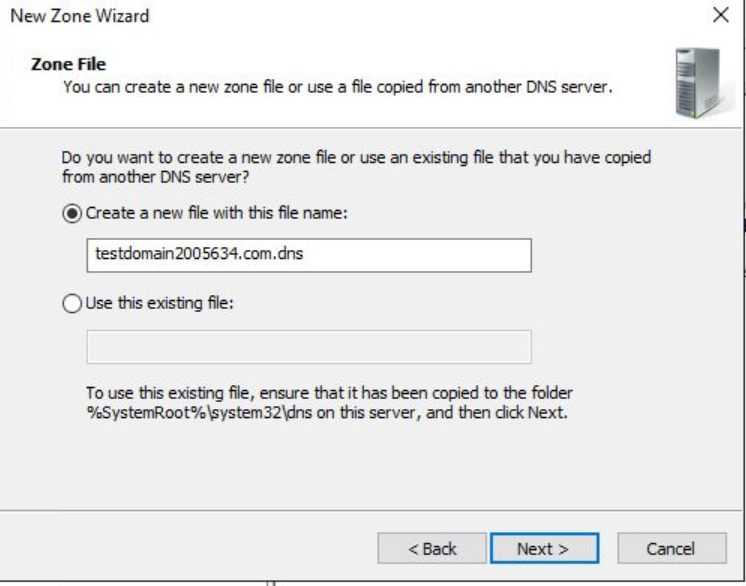 New Zone Wizard
Zone File
You can create a new zone file or use a file copied from another DNS server.
Do you want to create a new zone file or use an existing file that you have copied
from another DNS server?
Create a new file with this file name:
testdomain2005634.com.dns
Use this existing file:
To use this existing file, ensure that it has been copied to the folder
%SystemRoot%\system32\dns on this server, and then click Next.
< Back
Next >
Cancel